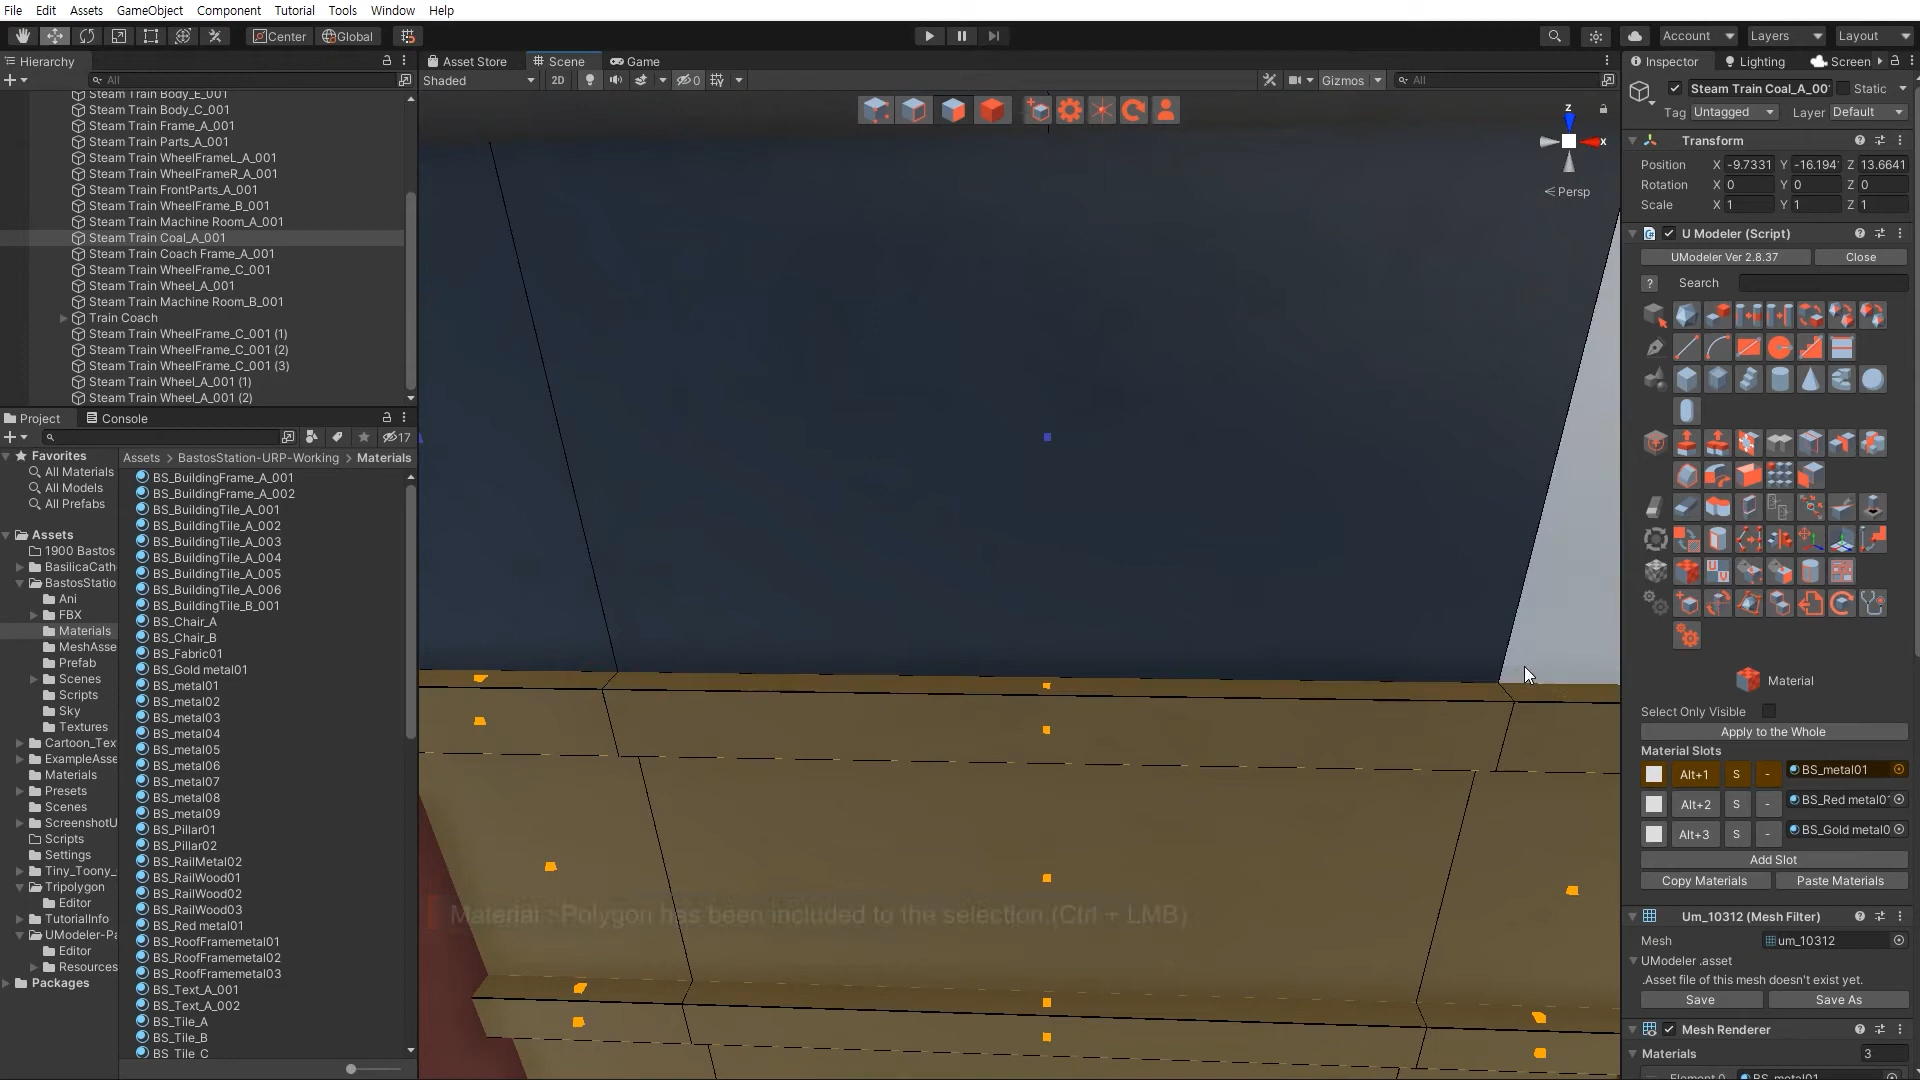 File Edit Assets GameObject Component Tutorial Tools Window Help
Center Global Account Layers Layout
Hierarchy
All
Steam Train Body_E_001
Steam Train Body_C_001
Steam Train Frame_A_001
Steam Train Parts_A_001
Steam Train WheelFrameL_A_001
Steam Train WheelFrameR_A_001
Steam Train FrontParts_A_001
Steam Train WheelFrame_B_001
Steam Train Machine Room_A_001
Steam Train Coal_A_001
Steam Train Coach Frame_A_001
Steam Train WheelFrame_C_001
Steam Train Wheel_A_001
Steam Train Machine Room_B_001
Train Coach
Steam Train WheelFrame_C_001 (1)
Steam Train WheelFrame_C_001 (2)
Steam Train WheelFrame_C_001 (3)
Steam Train Wheel_A_001 (1)
Steam Train Wheel_A_001 (2)
Project Console
17
Favorites
All Materials
All Models
All Prefabs
Assets
1900 Bastos
BasilicaCath
BastosStatio
Ani
FBX
Materials
MeshAsse
Prefab
Scenes
Scripts
Sky
Textures
Cartoon_Tex
ExampleAsse
Materials
Presets
Scenes
ScreenshotU
Scripts
Settings
Tiny_Toony_
Tripolygon
Editor
TutorialInfo
UModeler-Pa
Editor
Resources
Packages
Assets > BastosStation-URP-Working > Materials
BS_BuildingFrame_A_001
BS_BuildingFrame_A_002
BS_BuildingTile_A_001
BS_BuildingTile_A_002
BS_BuildingTile_A_003
BS_BuildingTile_A_004
BS_BuildingTile_A_005
BS_BuildingTile_A_006
BS_BuildingTile_B_001
BS_Chair_A
BS_Chair_B
BS_Fabric01
BS_Gold metal01
BS_metal01
BS_metal02
BS_metal03
BS_metal04
BS_metal05
BS_metal06
BS_metal07
BS_metal08
BS_metal09
BS_Pillar01
BS_Pillar02
BS_RailMetal02
BS_RailWood01
BS_RailWood02
BS_RailWood03
BS_Red metal01
BS_RoofFramemetal01
BS_RoofFramemetal02
BS_RoofFramemetal03
BS_Text_A_001
BS_Text_A_002
BS_Tile_A
BS_Tile_B
BS_Tile_C
Asset Store Scene Game
Shaded 2D 0 Gizmos All
z
x
Persp
Material : Polygon has been included to the selection.(Ctrl + LMB)
Inspector Lighting Screen
Steam Train Coal_A_00 Static
Tag Untagged Layer Default
Transform
Position X -9.7331 Y -16.194 Z 13.6641
Rotation X 0 Y 0 Z 0
Scale X 1 Y 1 Z 1
U Modeler (Script)
UModeler Ver 2.8.37 Close
? Search
Material
Select Only Visible
Apply to the Whole
Material Slots
Alt+1 S - BS_metal01
Alt+2 S - BS_Red metal01
Alt+3 S - BS_Gold metal0
Add Slot
Copy Materials Paste Materials
Um_10312 (Mesh Filter)
Mesh um_10312
UModeler .asset
.Asset file of this mesh doesn't exist yet.
Save Save As
Mesh Renderer
Materials 3
Element 0 BS_metal01